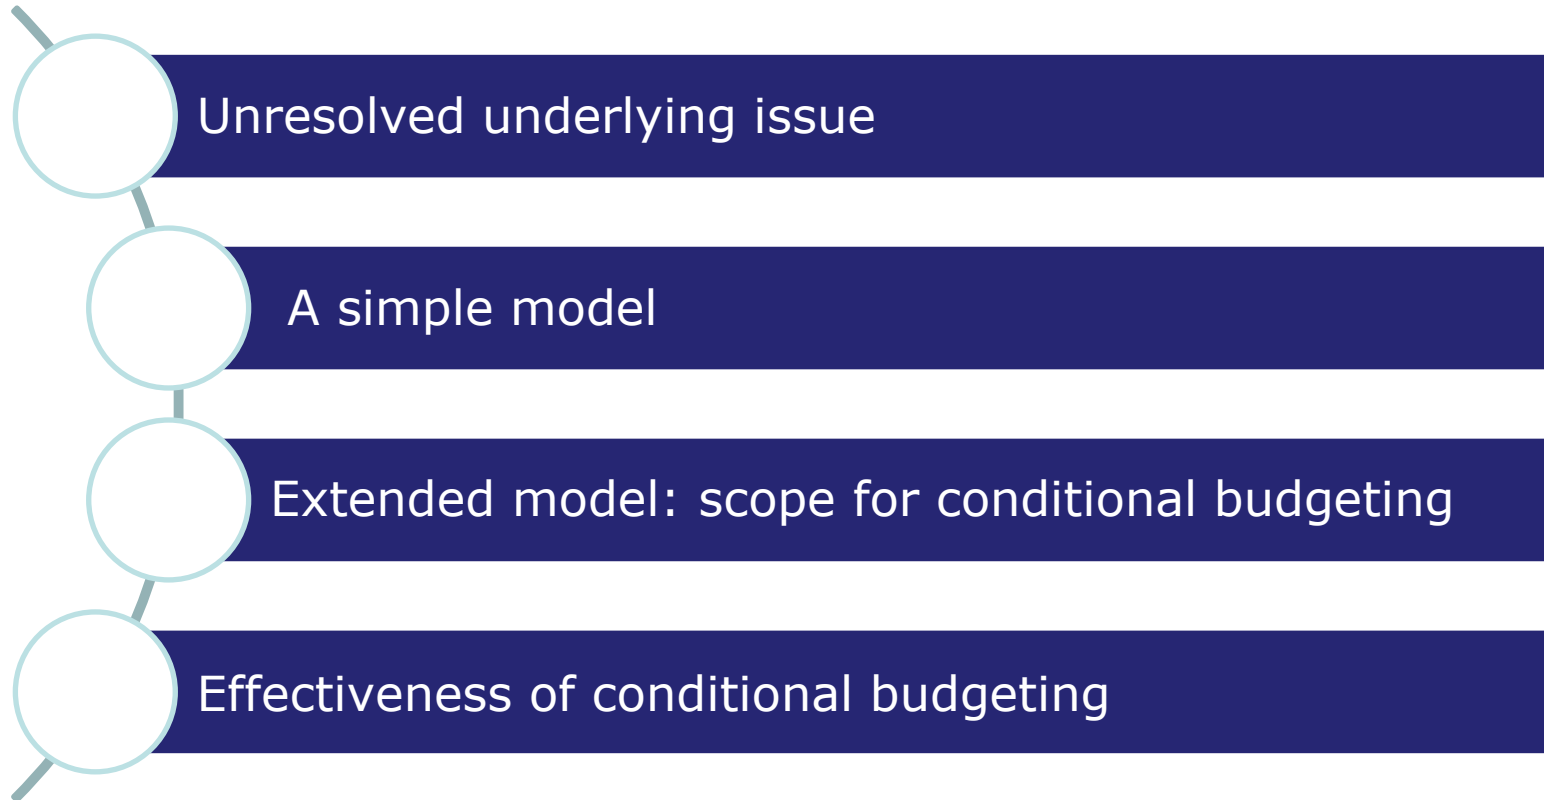 Unresolved underlying issue
A simple model
Extended model: scope for conditional budgeting
Effectiveness of conditional budgeting